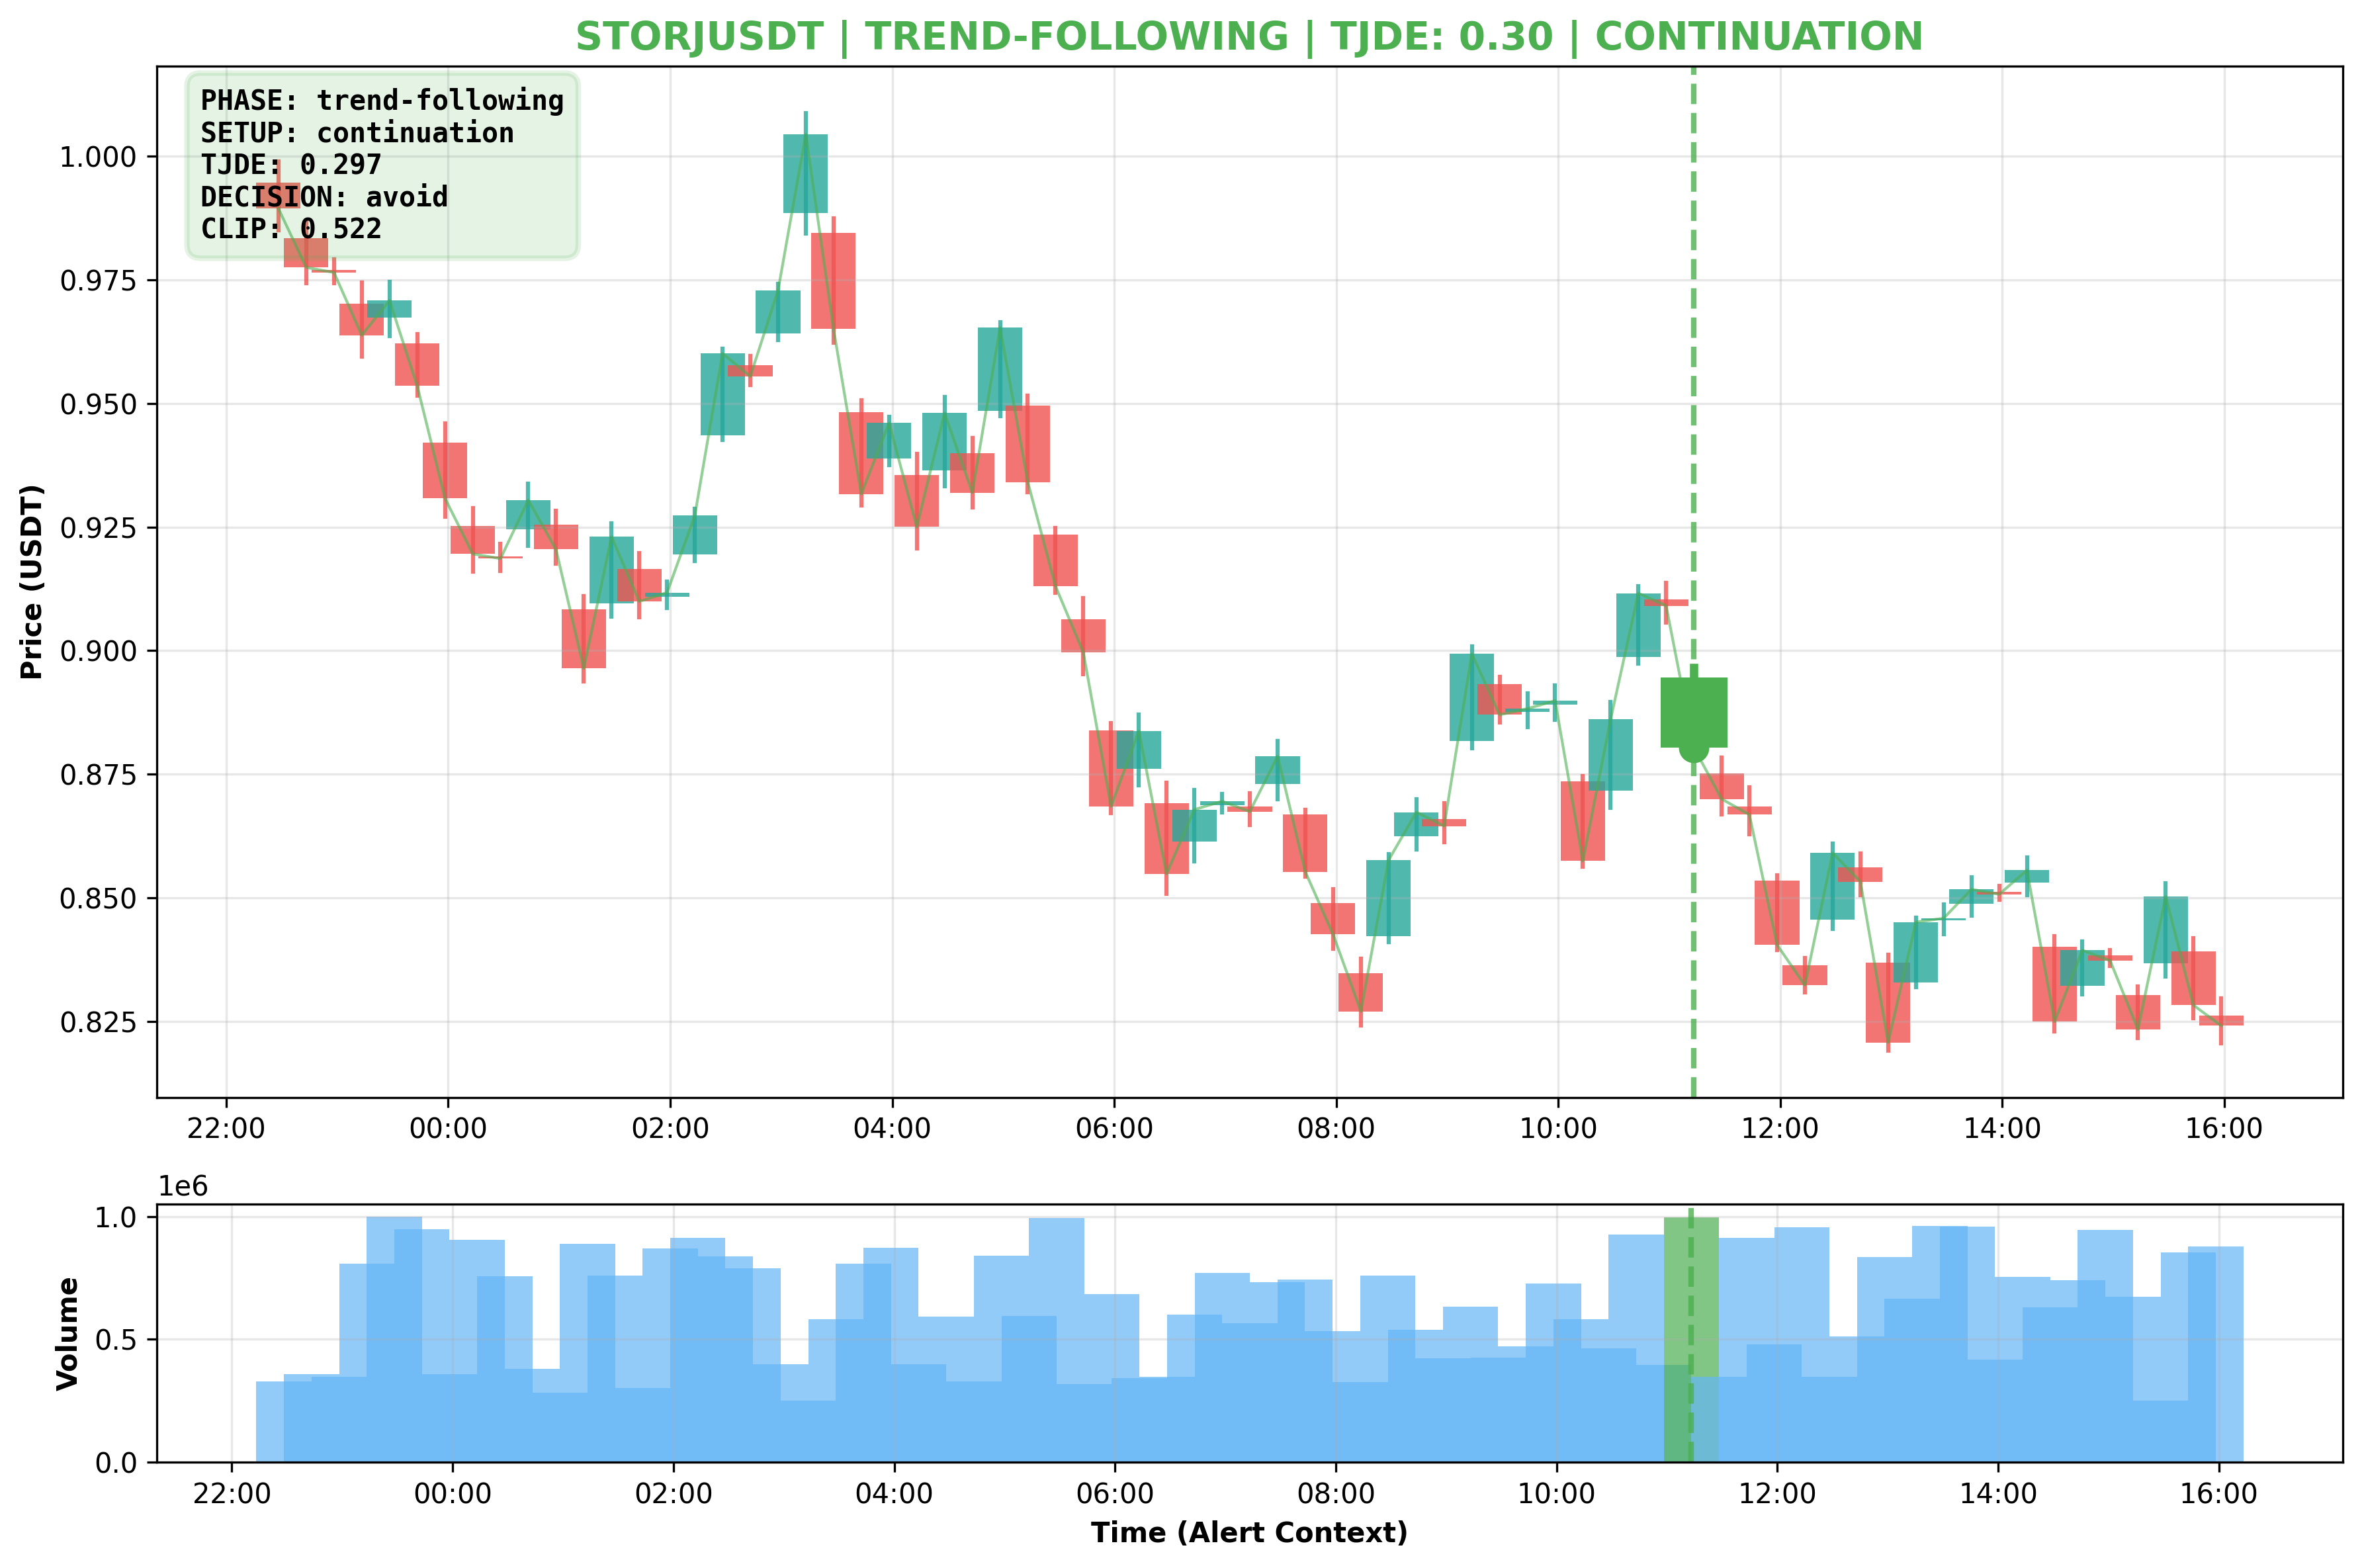 STORJUSDT | TREND-FOLLOWING | TJDE: 0.30 | CONTINUATION
PHASE: trend-following
SETUP: continuation
TJDE: 0.297
DECISION: avoid
CLIP: 0.522
Price (USDT)
1.000
0.975
0.950
0.925
0.900
0.875
0.850
0.825
22:00 00:00 02:00 04:00 06:00 08:00 10:00 12:00 14:00 16:00
1e6
Volume
1.0
0.5
0.0
22:00 00:00 02:00 04:00 06:00 08:00 10:00 12:00 14:00 16:00
Time (Alert Context)